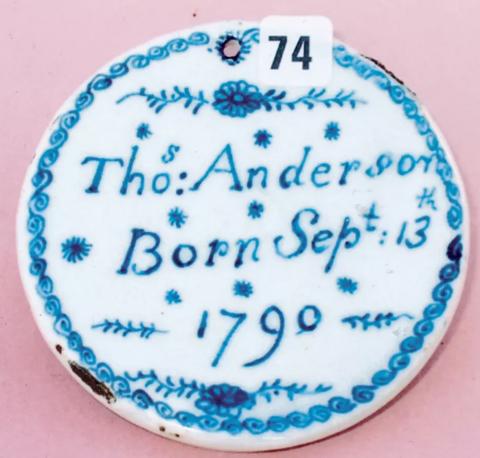 74
Thoˢ: Anderson
Born Sepᵗ: 13ᵗʰ
1790